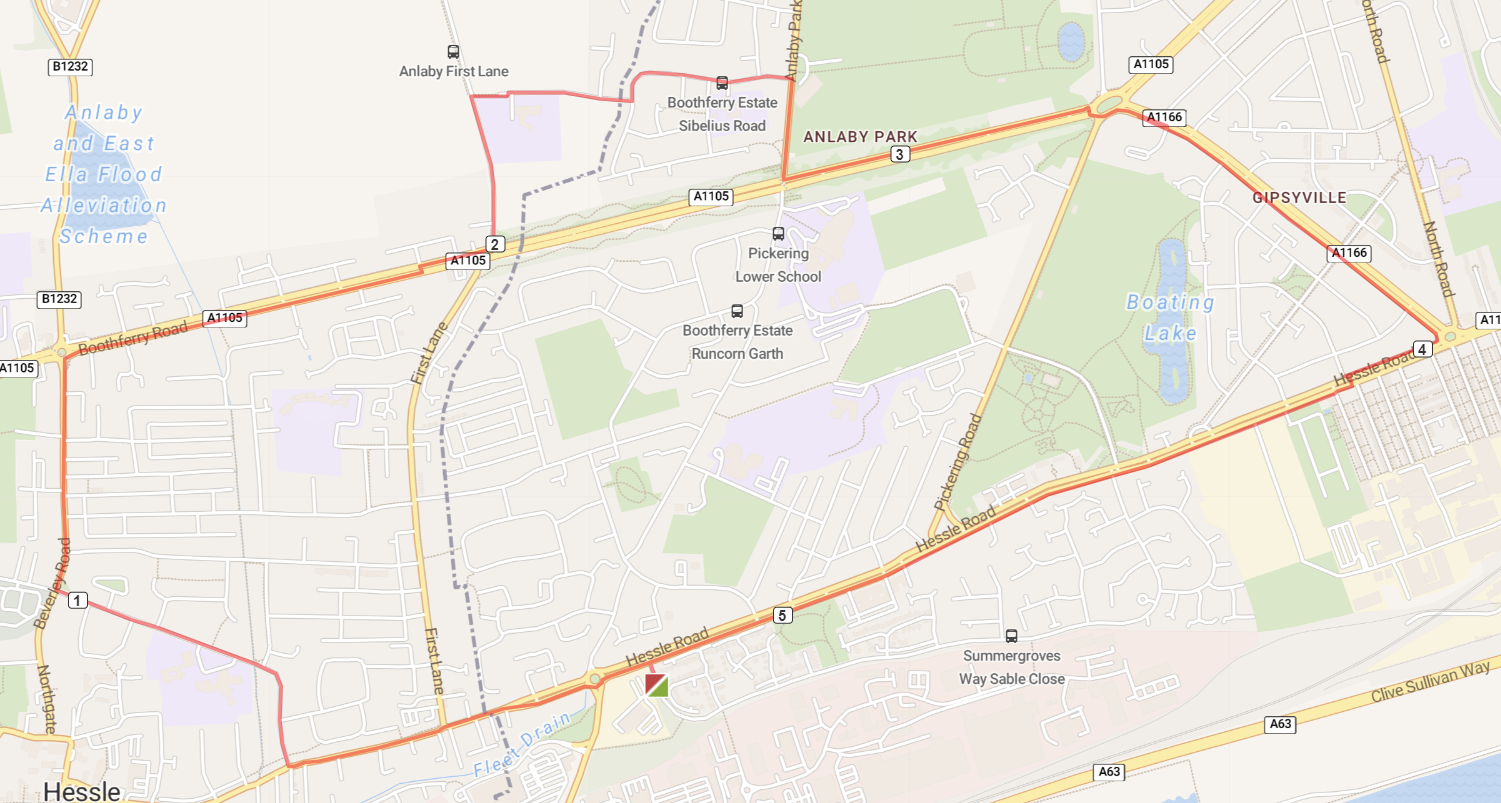 Anlaby Park
North Road
B1232
Anlaby First Lane
A1105
Boothferry Estate
Sibelius Road
Anlaby
and East
Ella Flood
Alleviation
Scheme
A1166
ANLABY PARK
3
A1105
GIPSYVILLE
2
A1105
Pickering
Lower School
A1166
North Road
B1232
A1105
Boothferry Road
Boothferry Estate
Runcorn Garth
Boating
Lake
A11
A1105
First Lane
Hessle Road
4
Pickering Road
Hessle Road
Beverley Road
1
5
Northgate
First Lane
Hessle Road
Summergroves
Way Sable Close
Clive Sullivan Way
Fleet Drain
A63
A63
Hessle